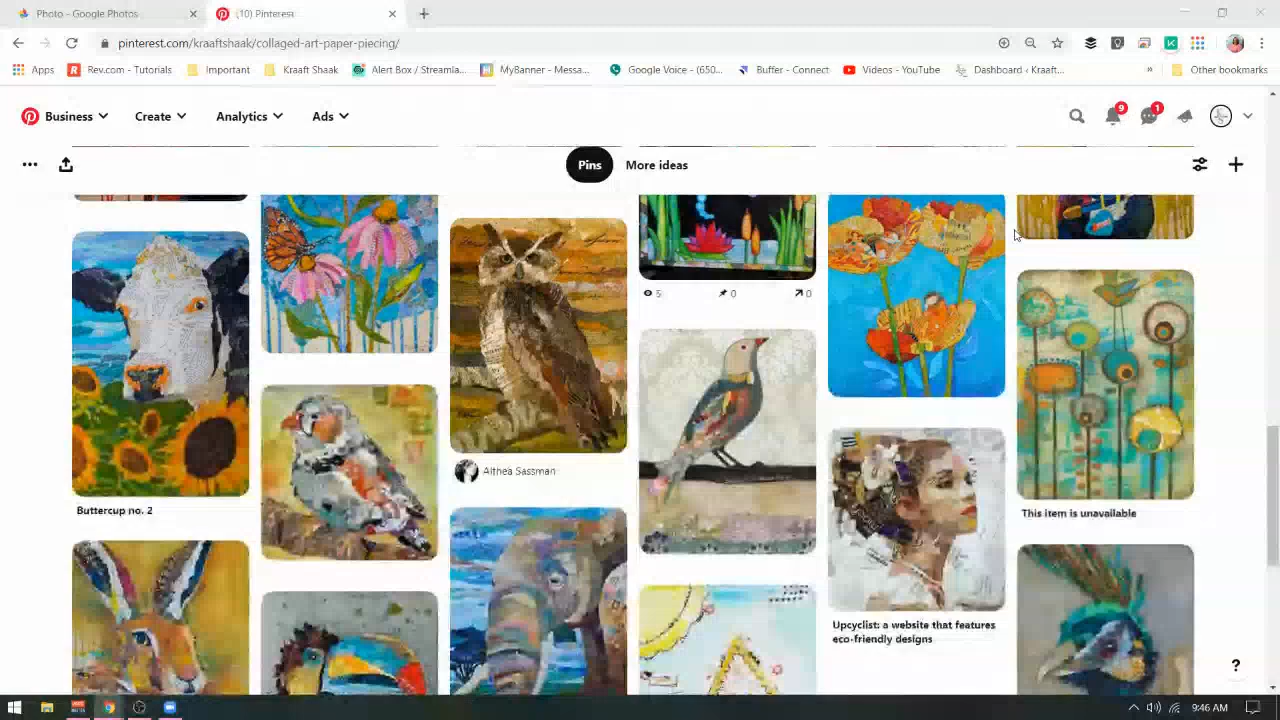 Photo - Google Photos
(10) Pinterest
pinterest.com/kraaftshaak/collaged-art-paper-piecing/
Apps
Rev.com - Tutorials
Important
Kraaft Shaak
Alert Box / Streamla...
MyBanner - Messa...
Google Voice - (650...
Buffer - Connect
Videos - YouTube
Dashboard ‹ Kraaft...
»
Other bookmarks
Business
Create
Analytics
Ads
9
1
Pins
More ideas
5
0
0
Althea Sassman
Buttercup no. 2
This item is unavailable
Upcyclist: a website that features
eco-friendly designs
?
9:46 AM